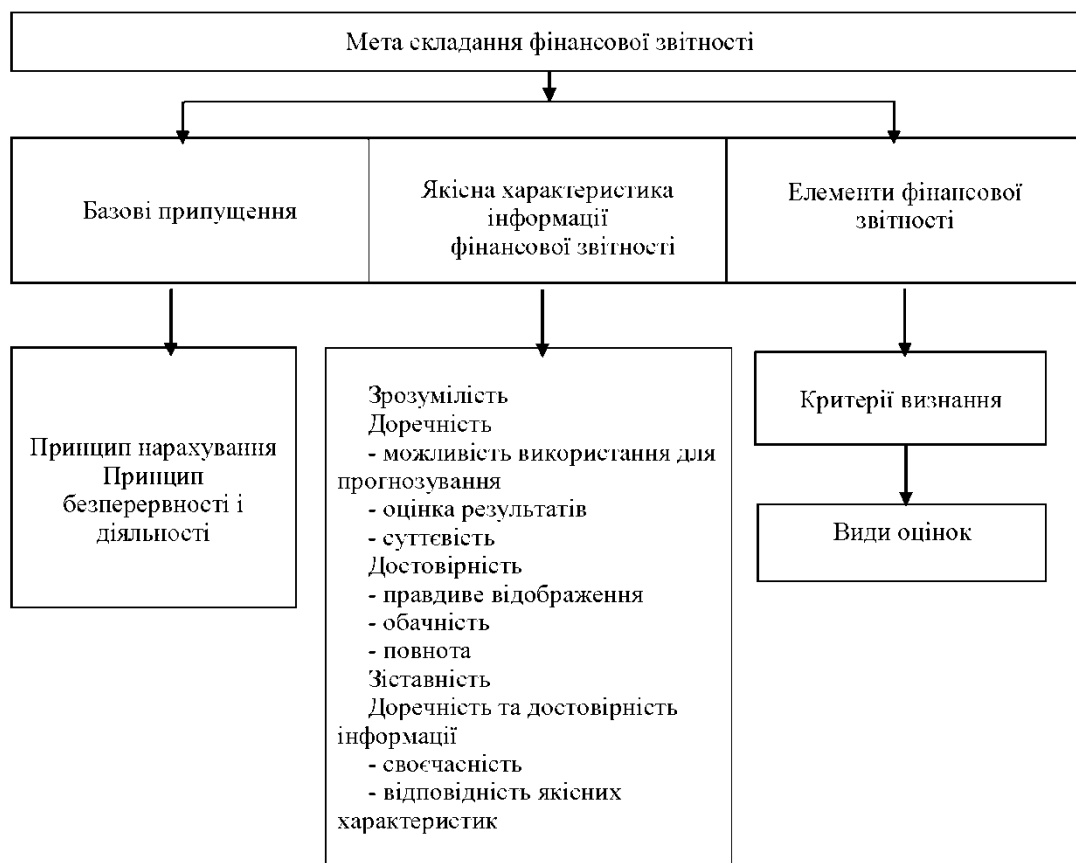 Мета складання фінансової звітності
Базові припущення
Якісна характеристика
інформації
фінансової звітності
Елементи фінансової
звітності
Принцип нарахування
Принцип
безперервності і
діяльності
Зрозумілість
Доречність
- можливість використання для
прогнозування
- оцінка результатів
- суттєвість
Достовірність
- правдиве відображення
- обачність
- повнота
Зіставність
Доречність та достовірність
інформації
- своєчасність
- відповідність якісних
характеристик
Критерії визнання
Види оцінок